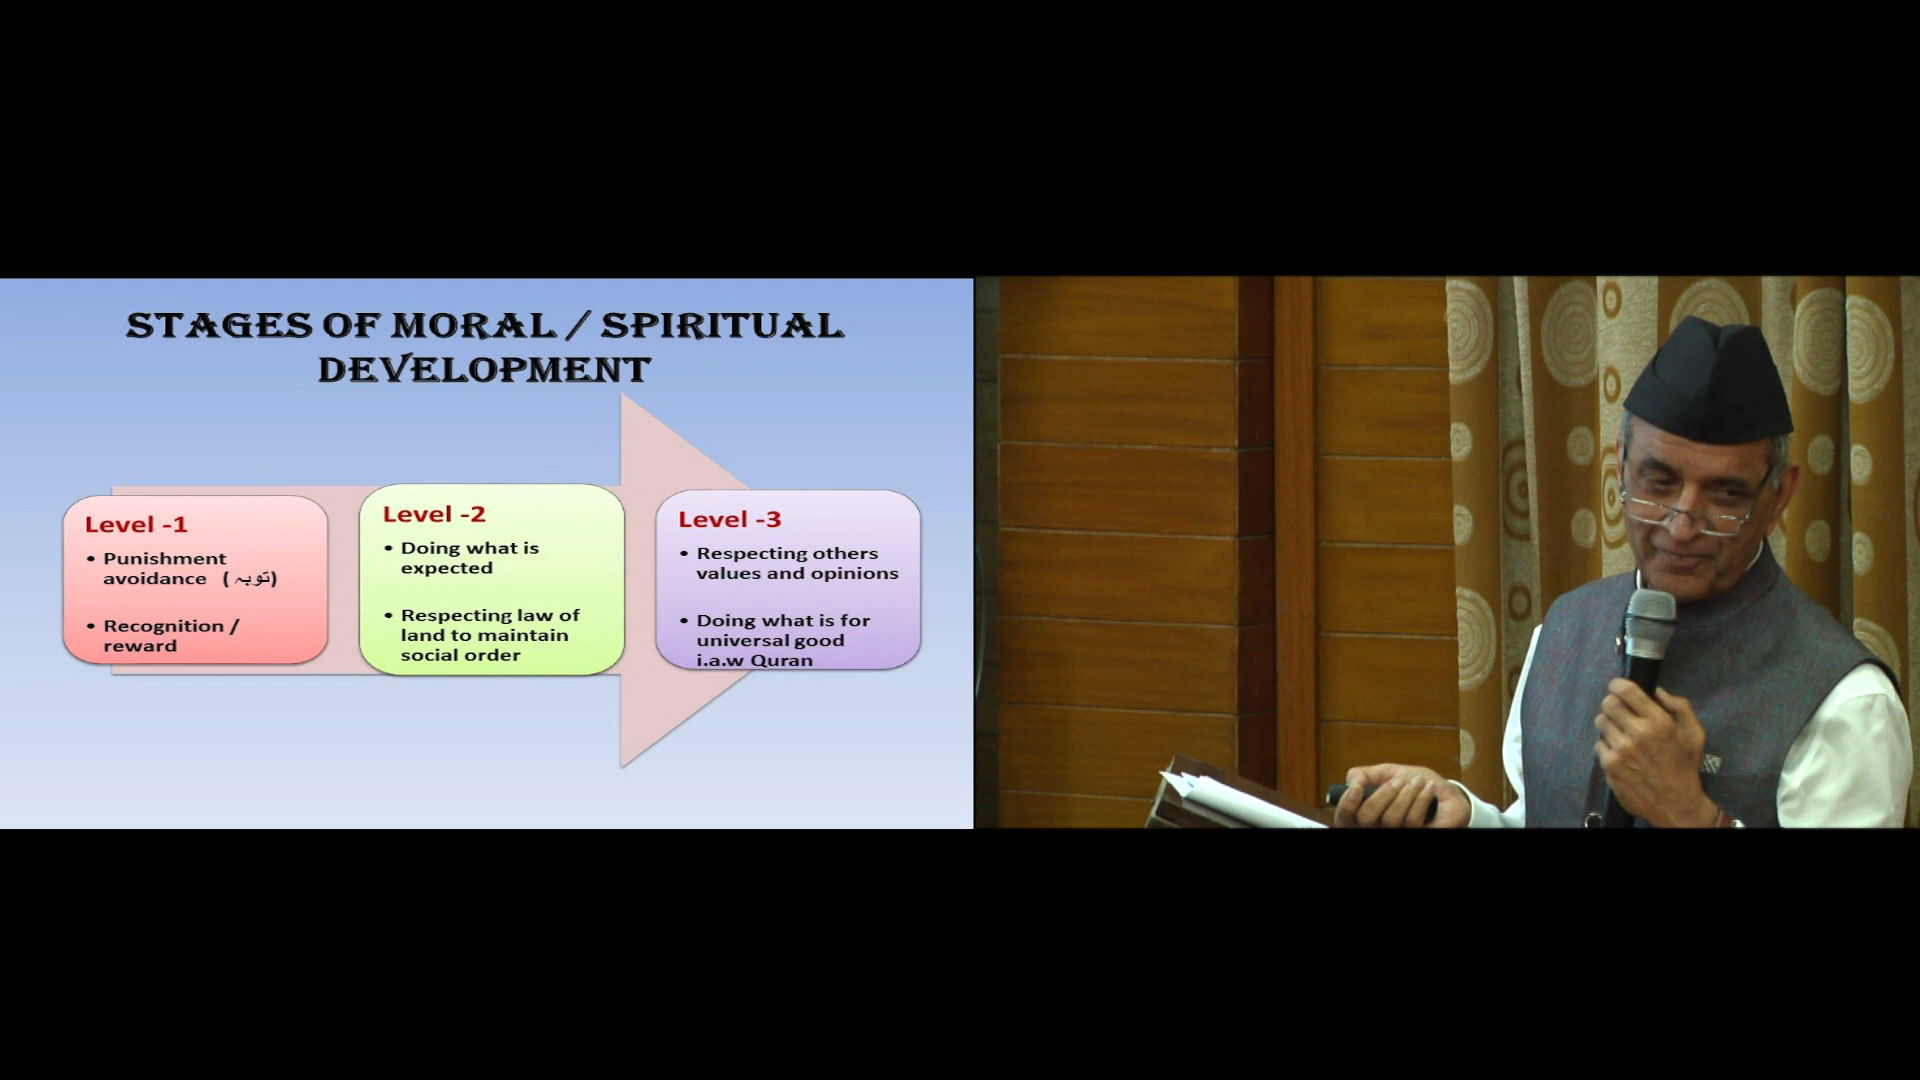 STAGES OF MORAL / SPIRITUAL
DEVELOPMENT
Level -1
• Punishment
avoidance ( توبہ)
• Recognition /
reward
Level -2
• Doing what is
expected
• Respecting law of
land to maintain
social order
Level -3
• Respecting others
values and opinions
• Doing what is for
universal good
i.a.w Quran